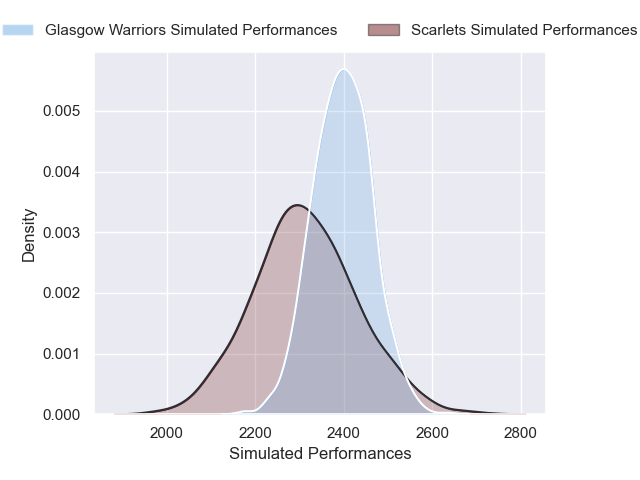 Glasgow Warriors Simulated Performances
Scarlets Simulated Performances
0.005
0.004
0.003
0.002
0.001
0.000
Density
2000
2200
2400
2600
2800
Simulated Performances